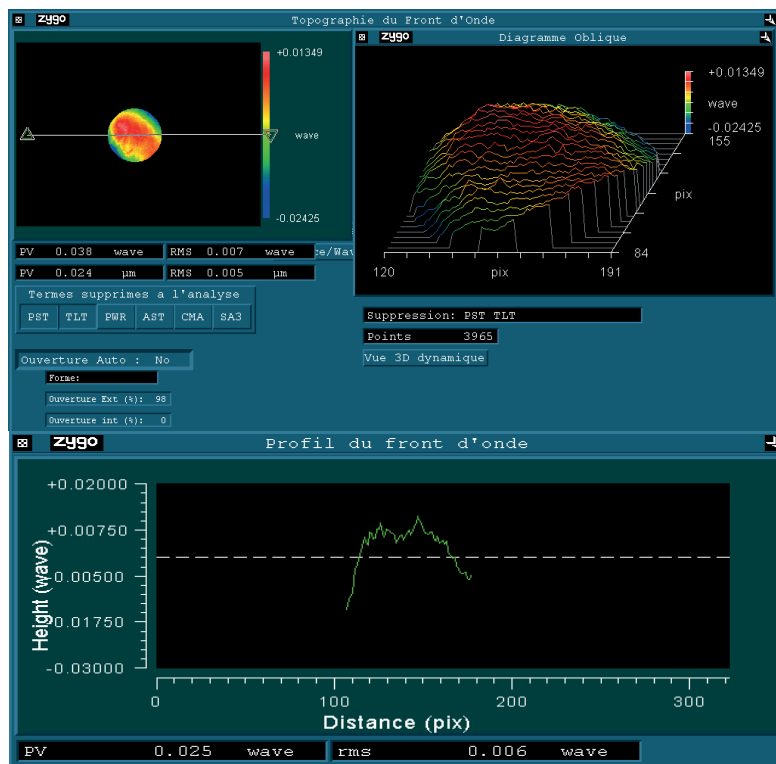 zygo Topographie du Front d'Onde
+0.01349
wave
-0.02425
zygo Diagramme Oblique
+0.01349
wave
-0.02425
155
pix
84
120 pix 191
PV 0.038 wave RMS 0.007 wave
PV 0.024 µm RMS 0.005 µm
Termes supprimes a l'analyse
PST TLT PWR AST CMA SA3
Suppression: PST TLT
Points 3965
Vue 3D dynamique
Ouverture Auto : No
Forme:
Ouverture Ext (%): 98
Ouverture int (%): 0
zygo Profil du front d'onde
+0.02000
+0.00750
-0.00500
-0.01750
-0.03000
Height (wave)
0 100 200 300
Distance (pix)
PV 0.025 wave rms 0.006 wave